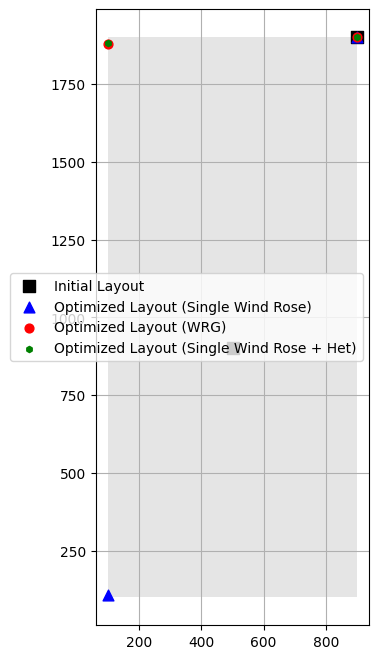 1750
1500
1250
Initial Layout
Optimized Layout (Single Wind Rose)
1000
Optimized Layout (WRG)
Optimized Layout (Single Wind Rose + Het)
750
500
250
200 400 600 800